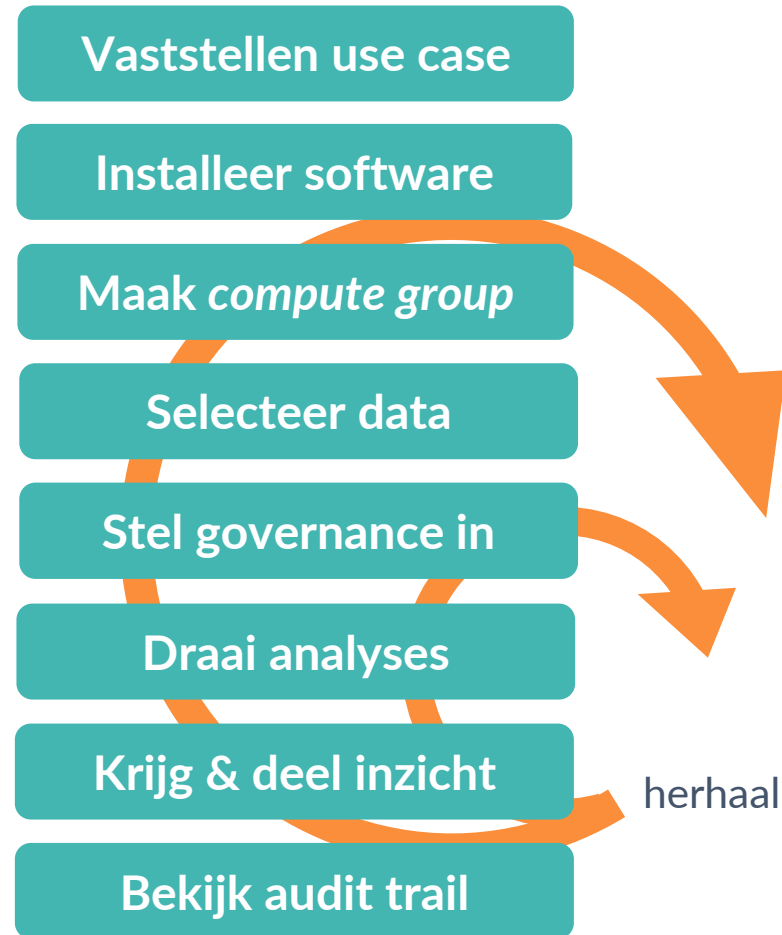 Vaststellen use case
Installeer software
Maak compute group
Selecteer data
Stel governance in
Draai analyses
Krijg & deel inzicht
herhaal
Bekijk audit trail